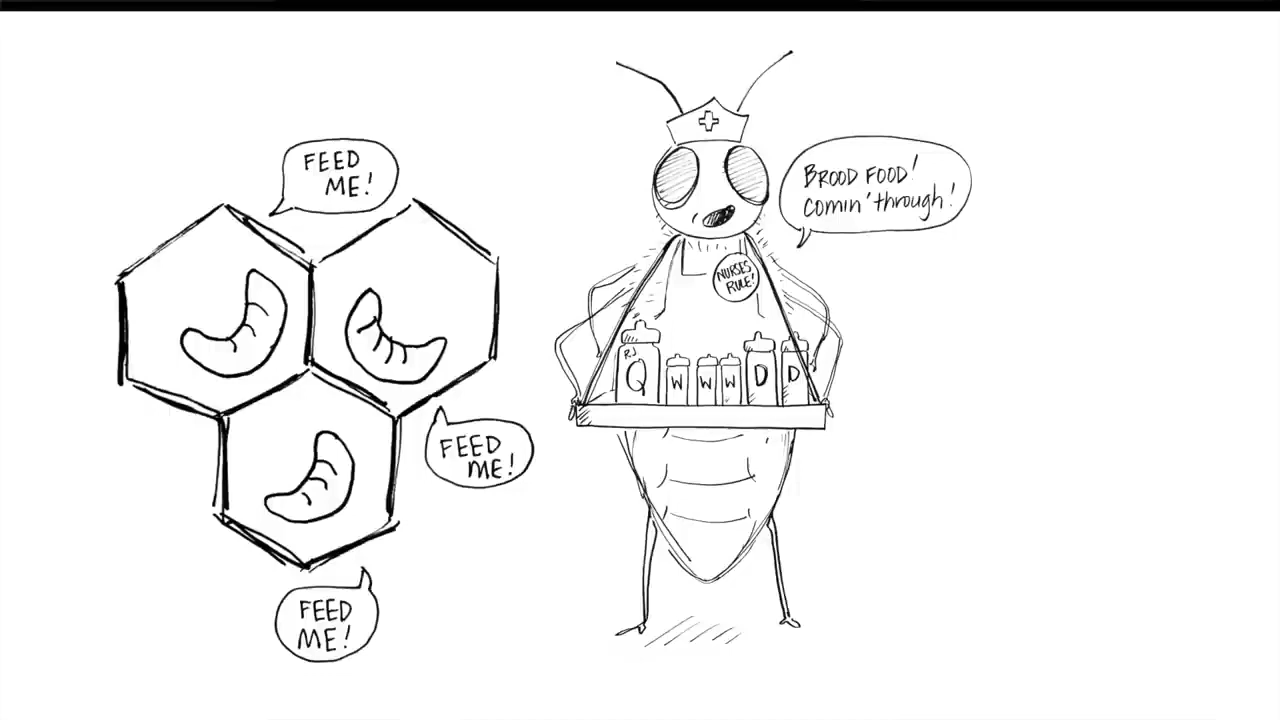 FEED
ME!
BROOD FOOD!
comin' through!
NURSES
RULE!
RJ
Q
W
W
W
D
D
FEED
ME!
FEED
ME!